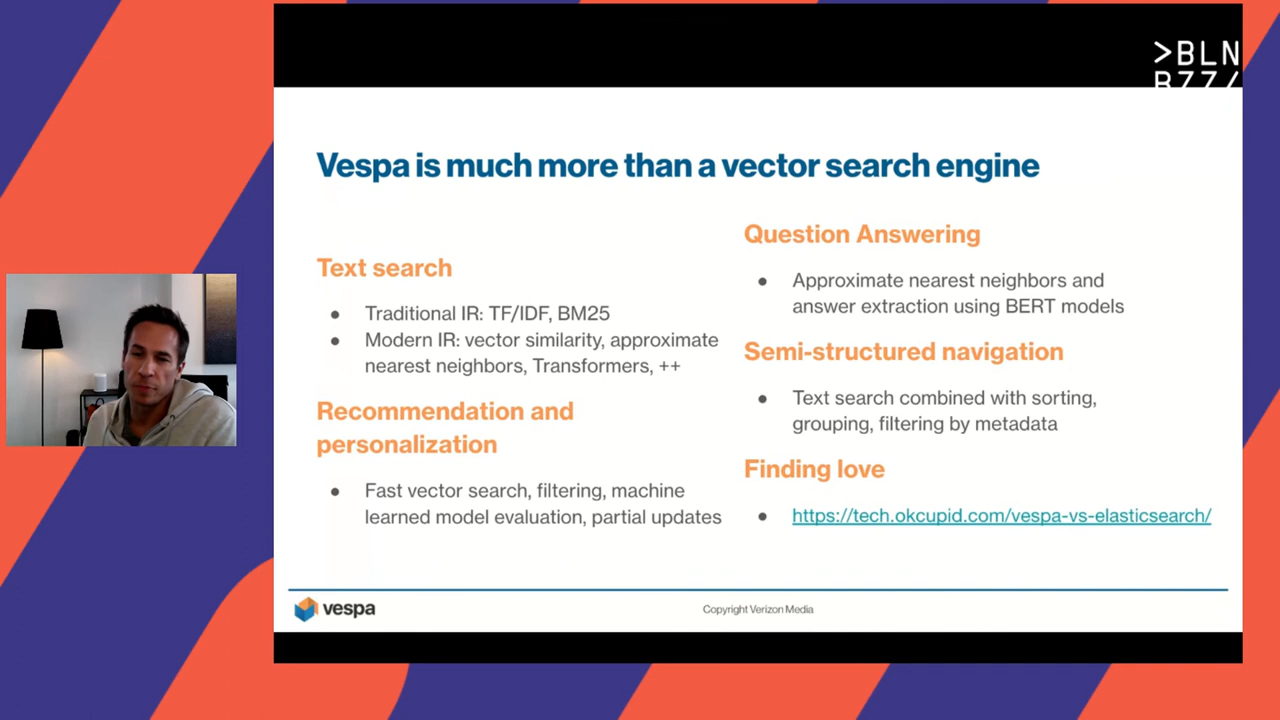 >BLN
BZZ/
Vespa is much more than a vector search engine
Text search
● Traditional IR: TF/IDF, BM25
● Modern IR: vector similarity, approximate
nearest neighbors, Transformers, ++
Recommendation and
personalization
● Fast vector search, filtering, machine
learned model evaluation, partial updates
Question Answering
● Approximate nearest neighbors and
answer extraction using BERT models
Semi-structured navigation
● Text search combined with sorting,
grouping, filtering by metadata
Finding love
● https://tech.okcupid.com/vespa-vs-elasticsearch/
vespa
Copyright Verizon Media